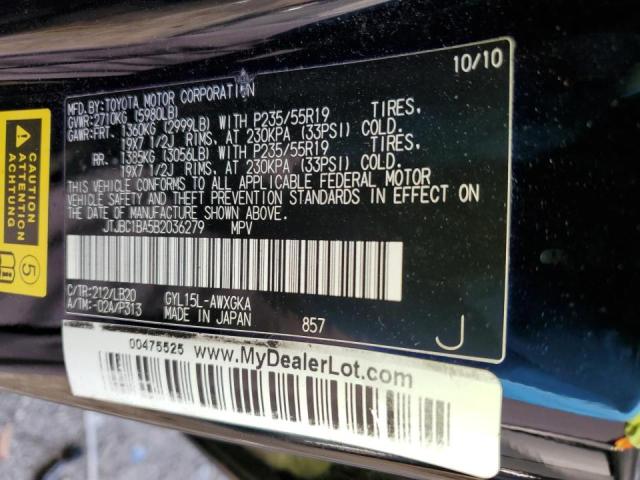 10/10
MFD.BY:TOYOTA MOTOR CORPORATION
GVWR:2710KG (5980LB)
GAWR:FRT. 1360KG (2999LB) WITH P235/55R19 TIRES,
19X7 1/2J RIMS, AT 230KPA (33PSI) COLD.
RR. 1385KG (3056LB) WITH P235/55R19 TIRES,
19X7 1/2J RIMS, AT 230KPA (33PSI) COLD.
THIS VEHICLE CONFORMS TO ALL APPLICABLE FEDERAL MOTOR
VEHICLE SAFETY AND THEFT PREVENTION STANDARDS IN EFFECT ON
THE DATE OF MANUFACTURE SHOWN ABOVE.
JTJBC1BA5B2036279 MPV
C/TR:212/LB20 GYL15L-AWXGKA
A/TM:-02A/P313 MADE IN JAPAN 857
J
00475525 www.MyDealerLot.com
5
CAUTION
ACHTUNG